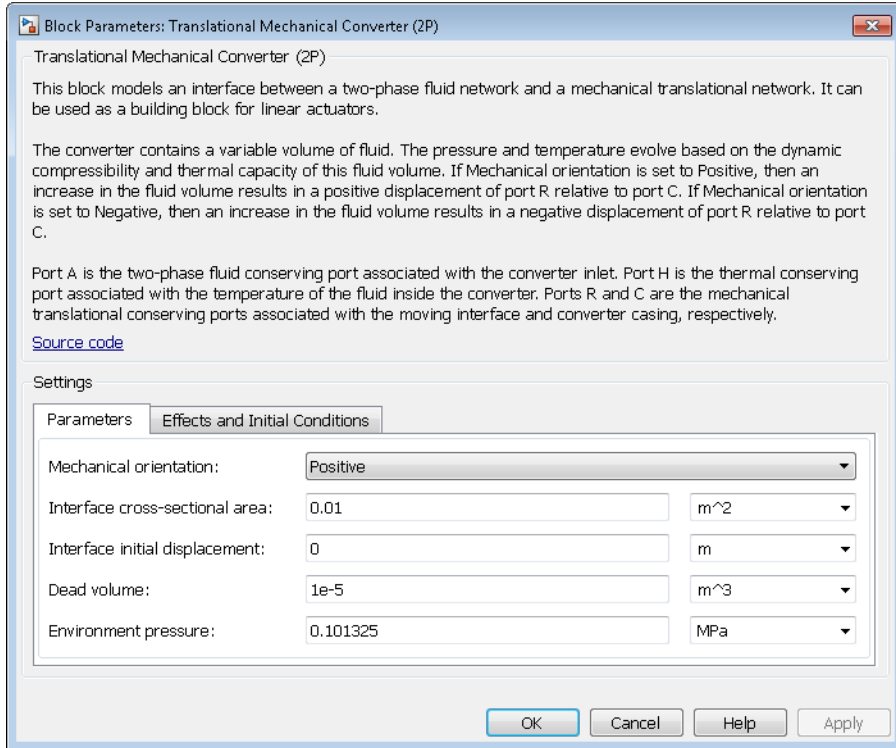 Block Parameters: Translational Mechanical Converter (2P)
Translational Mechanical Converter (2P)
This block models an interface between a two-phase fluid network and a mechanical translational network. It can
be used as a building block for linear actuators.
The converter contains a variable volume of fluid. The pressure and temperature evolve based on the dynamic
compressibility and thermal capacity of this fluid volume. If Mechanical orientation is set to Positive, then an
increase in the fluid volume results in a positive displacement of port R relative to port C. If Mechanical orientation
is set to Negative, then an increase in the fluid volume results in a negative displacement of port R relative to port
C.
Port A is the two-phase fluid conserving port associated with the converter inlet. Port H is the thermal conserving
port associated with the temperature of the fluid inside the converter. Ports R and C are the mechanical
translational conserving ports associated with the moving interface and converter casing, respectively.
Source code
Settings
Parameters Effects and Initial Conditions
Mechanical orientation: Positive
Interface cross-sectional area: 0.01 m^2
Interface initial displacement: 0 m
Dead volume: 1e-5 m^3
Environment pressure: 0.101325 MPa
OK Cancel Help Apply